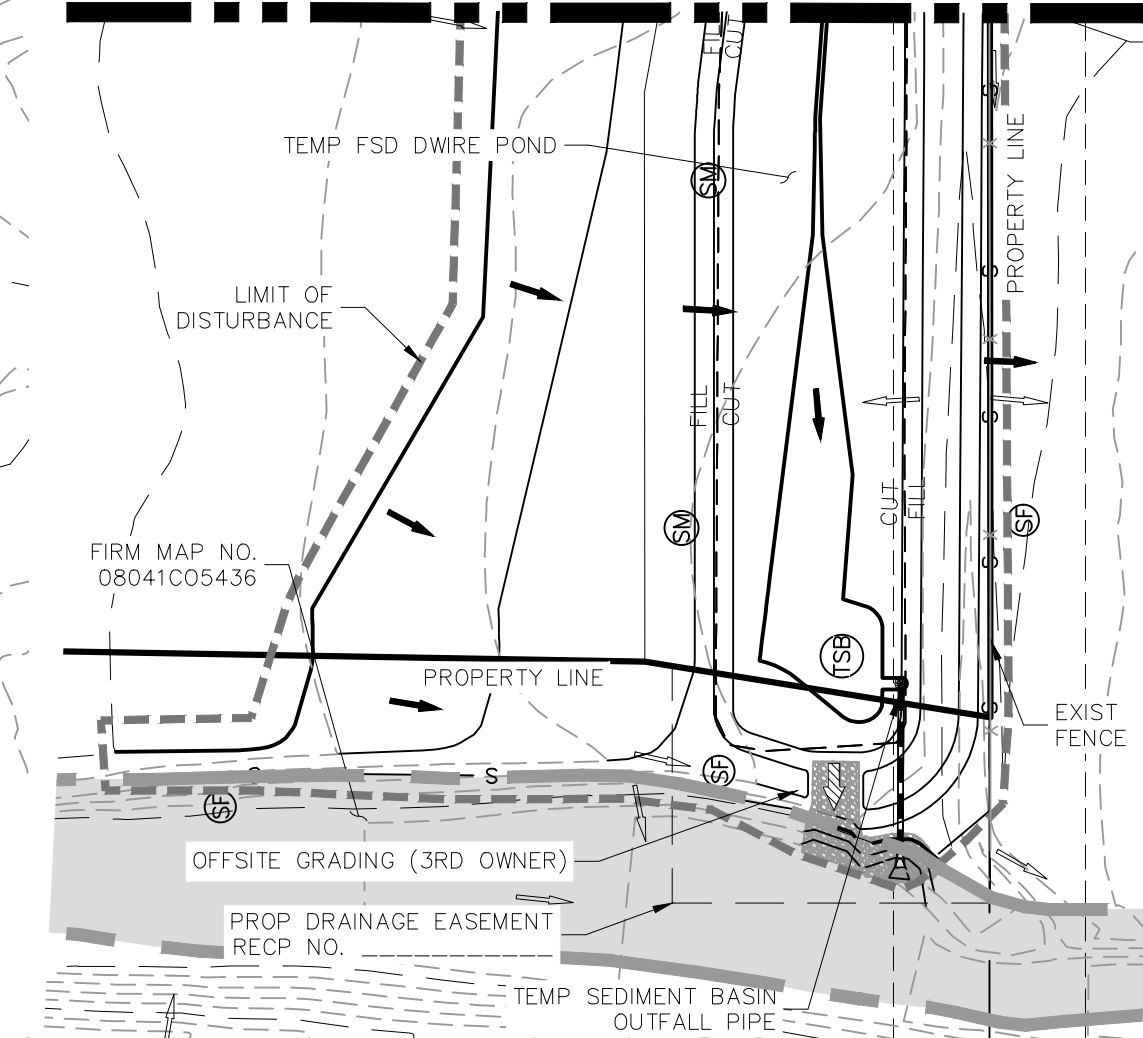 FILL
CUT
TEMP FSD DWIRE POND
SM
S
PROPERTY LINE
S
LIMIT OF
DISTURBANCE
FILL
CUT
S
CUT
FILL
SM
SF
FIRM MAP NO.
08041C05436
S
TSB
PROPERTY LINE
S
EXIST
FENCE
S
S
SF
SF
OFFSITE GRADING (3RD OWNER)
PROP DRAINAGE EASEMENT
RECP NO. ______________
TEMP SEDIMENT BASIN
OUTFALL PIPE